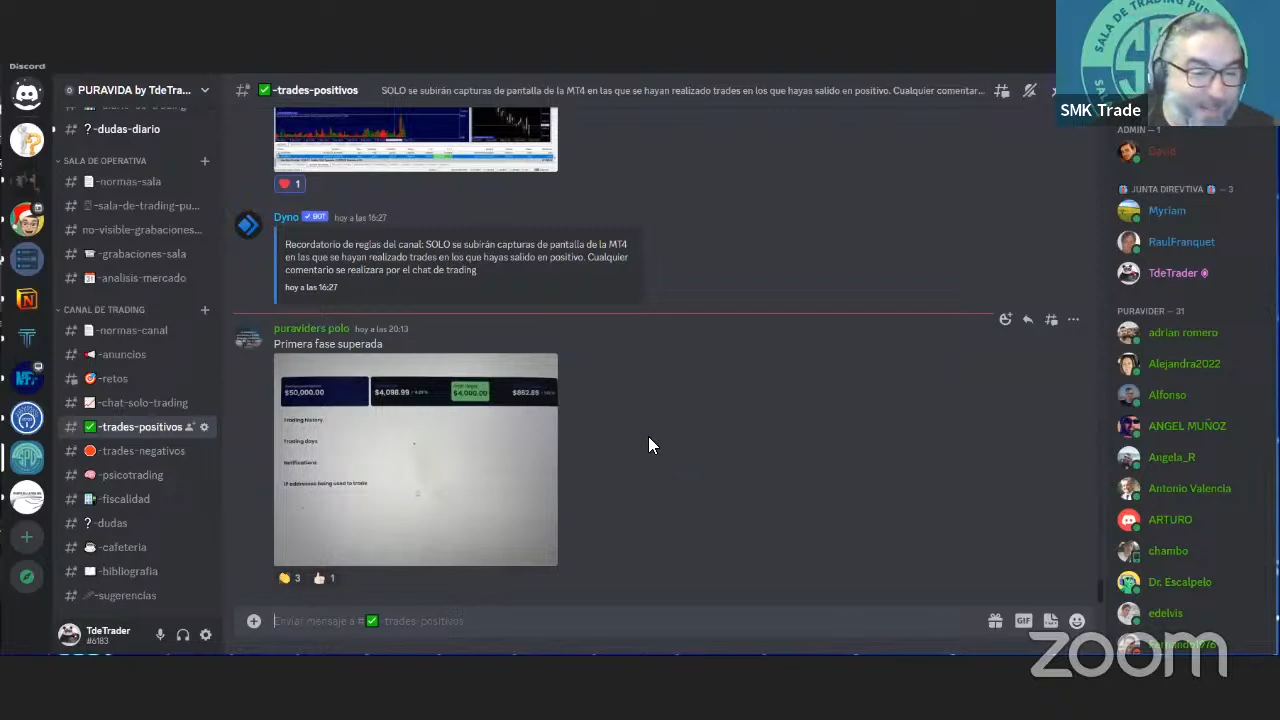 Discord
PURAVIDA by TdeTra...
✅-trades-positivos
SOLO se subirán capturas de pantalla de la MT4 en las que se hayan realizado trades en los que hayas salido en positivo. Cualquier comentar...
SALA DE TRADING PUR
SMK Trade
?-dudas-diario
SALA DE OPERATIVA
-normas-sala
-sala-de-trading-pu...
no-visible-grabaciones...
-grabaciones-sala
-analisis-mercado
CANAL DE TRADING
-normas-canal
-anuncios
-retos
-chat-solo-trading
-trades-positivos
-trades-negativos
-psicotrading
-fiscalidad
?-dudas
-cafeteria
-bibliografia
-sugerencias
TdeTrader
#6183
1
Dyno BOT hoy a las 16:27
Recordatorio de reglas del canal: SOLO se subirán capturas de pantalla de la MT4
en las que se hayan realizado trades en los que hayas salido en positivo. Cualquier
comentario se realizara por el chat de trading
hoy a las 16:27
puraviders polo hoy a las 20:13
Primera fase superada
$50,000.00
$4,098.99
$4,000.00
Trading history
Trading days
Notifications
IP addresses being used to trade
3
1
Enviar mensaje a #✅-trades-positivos
GIF
ADMIN — 1
David
JUNTA DIREVTIVA — 3
Myriam
RaulFranquet
TdeTrader
PURAVIDER — 31
adrian romero
Alejandra2022
Alfonso
ANGEL MUÑOZ
Angela_R
Antonio Valencia
ARTURO
chambo
Dr. Escalpelo
edelvis
Fernando1976
zoom